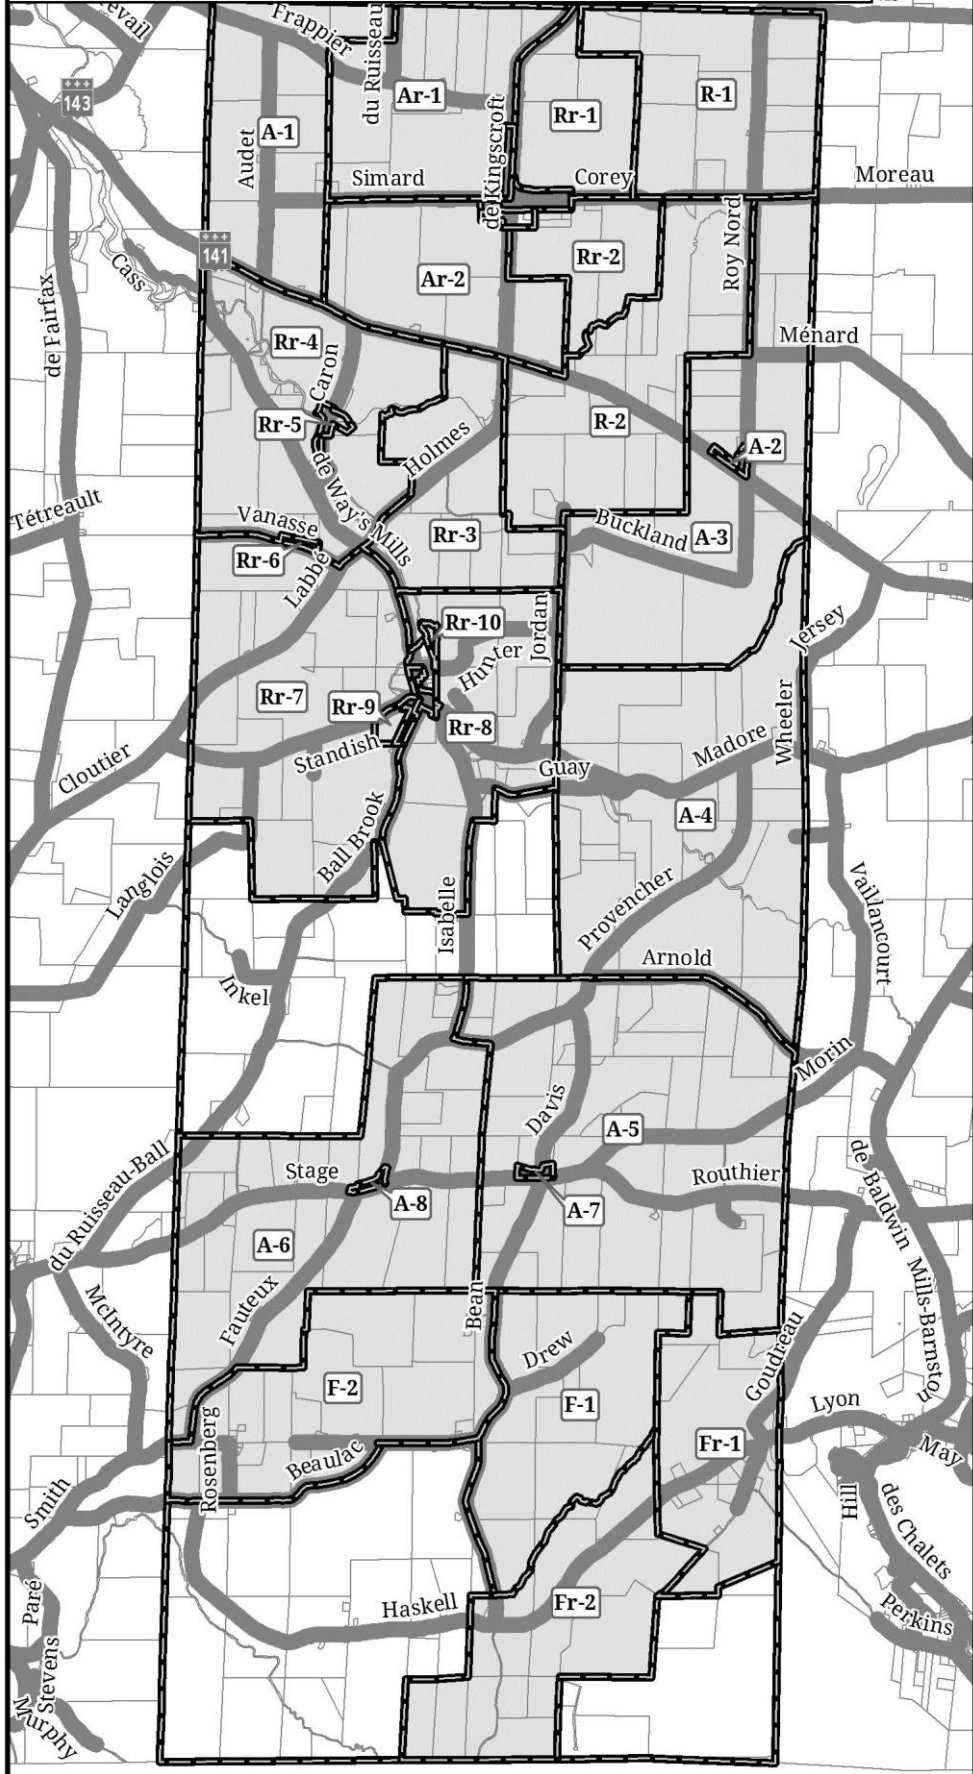 Frappier
du Ruisseau
143
Ar-1
R-1
Rr-1
A-1
Audet
Simard
de Kingscroft
Corey
Moreau
141
Cass
Roy Nord
Rr-2
Ar-2
de Fairfax
Ménard
Rr-4
Caron
Rr-5
R-2
A-2
Holmes
de Way's Mills
Tétreault
Vanasse
Rr-3
Buckland
A-3
Rr-6
Labbé
Rr-10
Jordan
Jersey
Hunter
Rr-7
Rr-9
Rr-8
Wheeler
Standish
Madore
Cloutier
Guay
A-4
Ball Brook
Langlois
Isabelle
Provencher
Vaillancourt
Arnold
Inkel
Morin
Davis
A-5
Stage
Routhier
du Ruisseau-Ball
A-8
A-7
de Baldwin Mills-Barnston
A-6
McIntyre
Fauteux
Bean
Drew
Goudreau
F-2
F-1
Lyon
Rosenberg
Beaulac
Fr-1
May
Smith
Hill
des Chalets
Paré
Haskell
Fr-2
Perkins
Stevens
Murphy